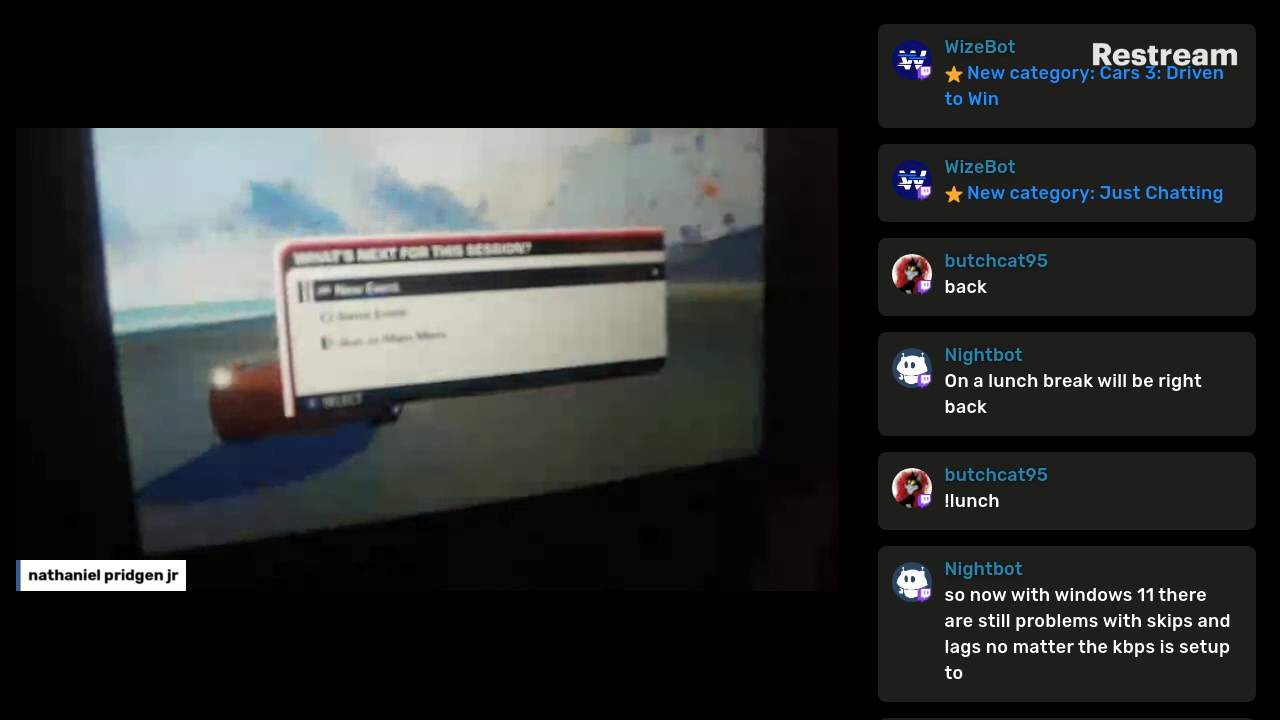 WHAT'S NEXT FOR THIS SESSION?
New Event
SELECT
nathaniel pridgen jr
Restream
WizeBot
New category: Cars 3: Driven
to Win
WizeBot
New category: Just Chatting
butchcat95
back
Nightbot
On a lunch break will be right
back
butchcat95
!lunch
Nightbot
so now with windows 11 there
are still problems with skips and
lags no matter the kbps is setup
to